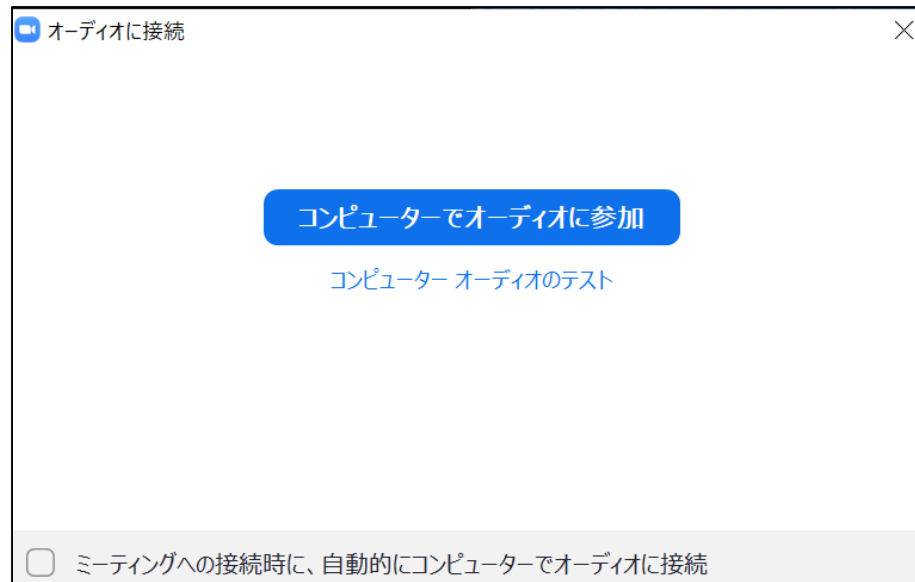 オーディオに接続
コンピューターでオーディオに参加
コンピューター オーディオのテスト
ミーティングへの接続時に、自動的にコンピューターでオーディオに接続